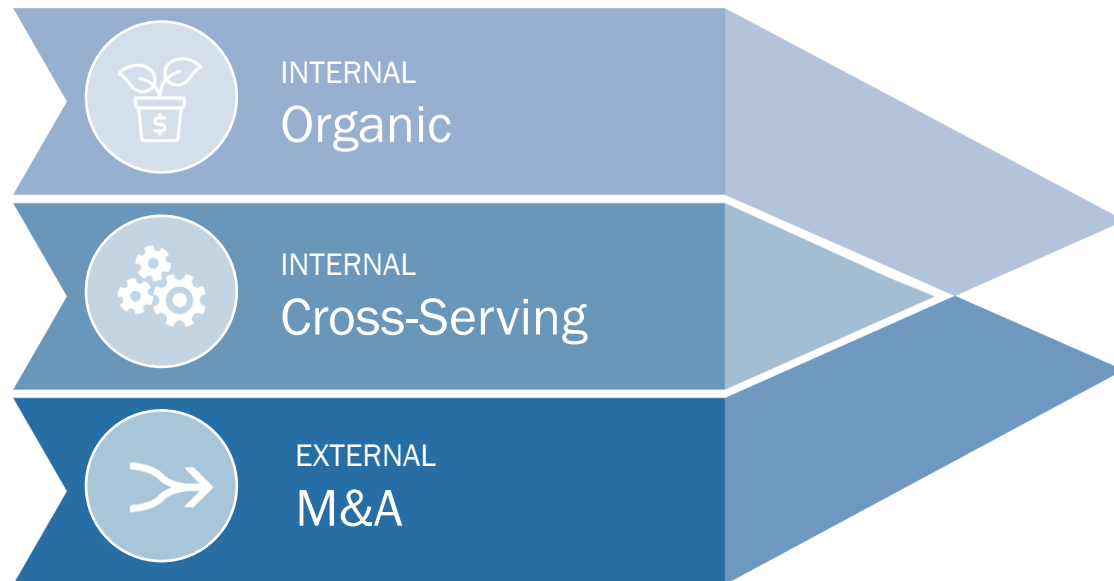 INTERNAL
Organic
$
INTERNAL
Cross-Serving
EXTERNAL
M&A